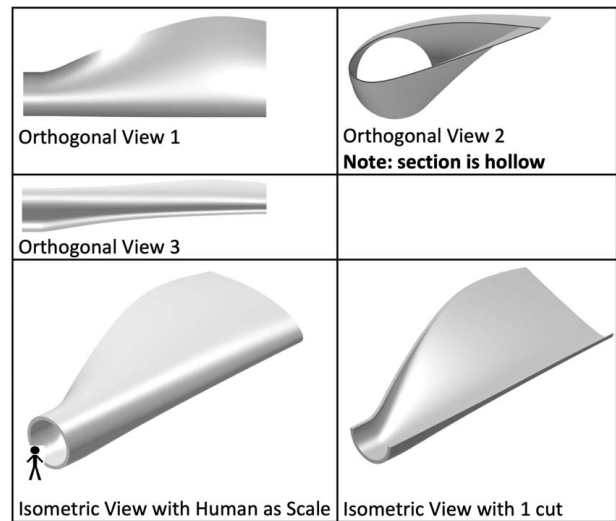 Orthogonal View 1
Orthogonal View 2
Note: section is hollow
Orthogonal View 3
Isometric View with Human as Scale
Isometric View with 1 cut